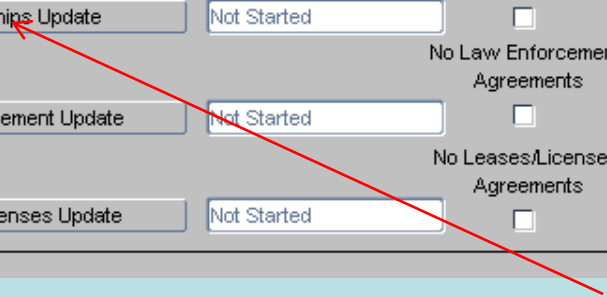 hips Update Not Started
No Law Enforcemen
Agreements
ement Update Not Started
No Leases/License
Agreements
enses Update Not Started